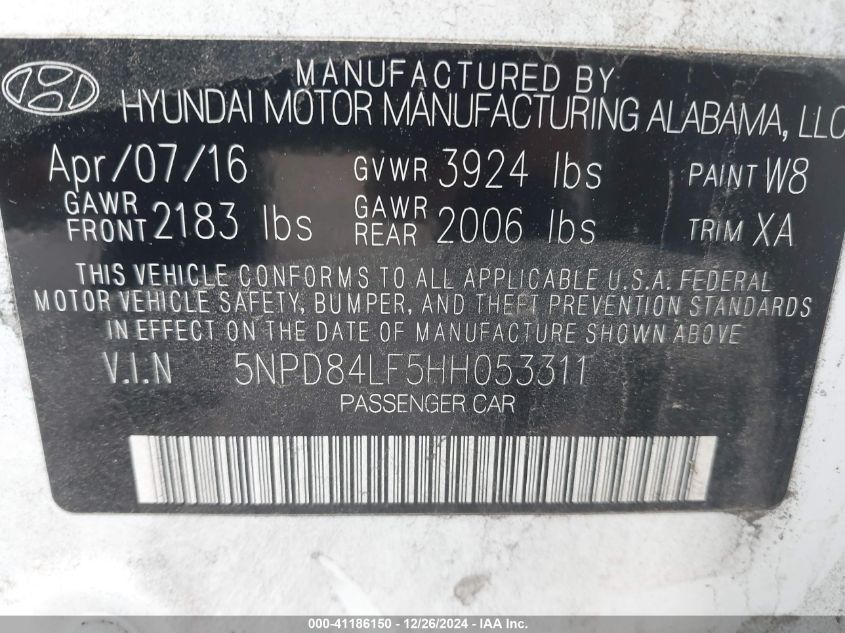 MANUFACTURED BY
HYUNDAI MOTOR MANUFACTURING ALABAMA, LLC
Apr/07/16 GVWR 3924 lbs PAINT W8
GAWR FRONT 2183 lbs GAWR REAR 2006 lbs TRIM XA
THIS VEHICLE CONFORMS TO ALL APPLICABLE U.S.A. FEDERAL
MOTOR VEHICLE SAFETY, BUMPER, AND THEFT PREVENTION STANDARDS
IN EFFECT ON THE DATE OF MANUFACTURE SHOWN ABOVE
V.I.N 5NPD84LF5HH053311
PASSENGER CAR
000-41186150 - 12/26/2024 - IAA Inc.